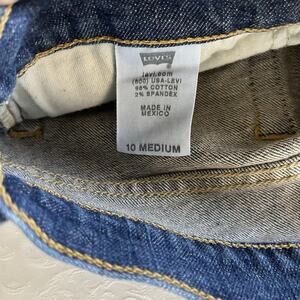 LEVI'S
levi.com
(800) USA-LEVI
98% COTTON
2% SPANDEX
MADE IN
MEXICO
10 MEDIUM